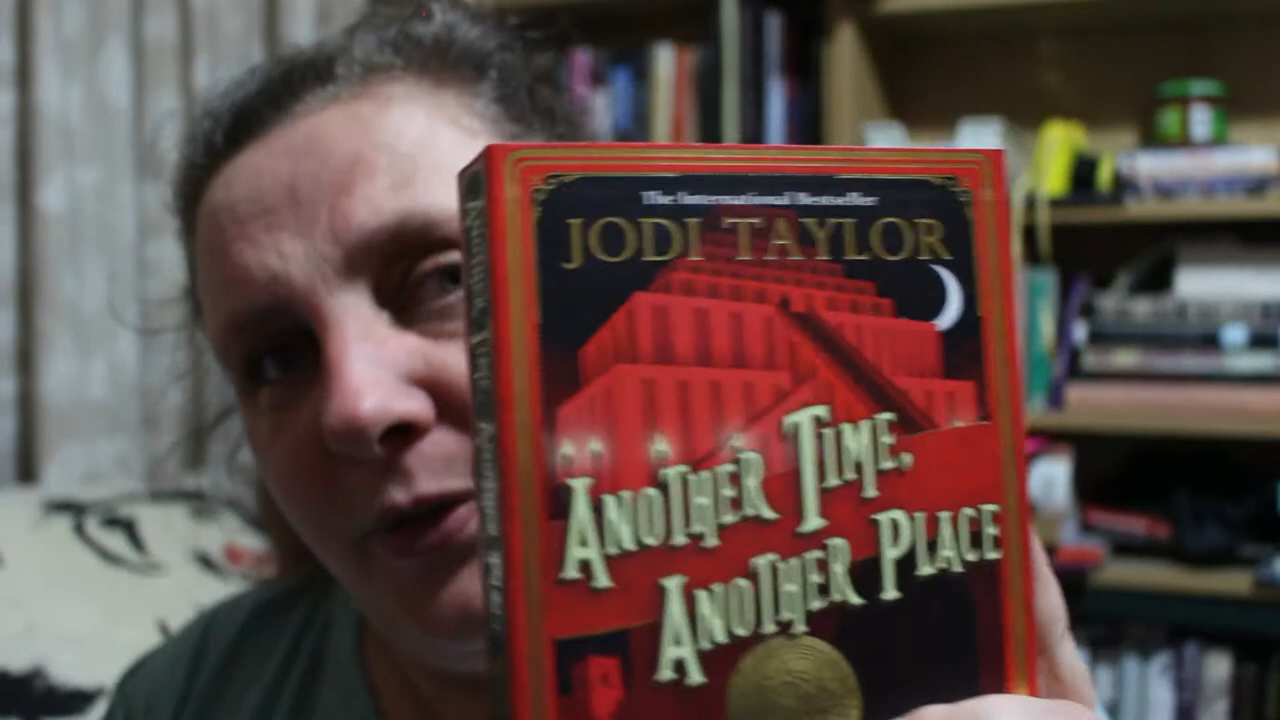 The International Bestseller
JODI TAYLOR
ANOTHER TIME,
ANOTHER PLACE